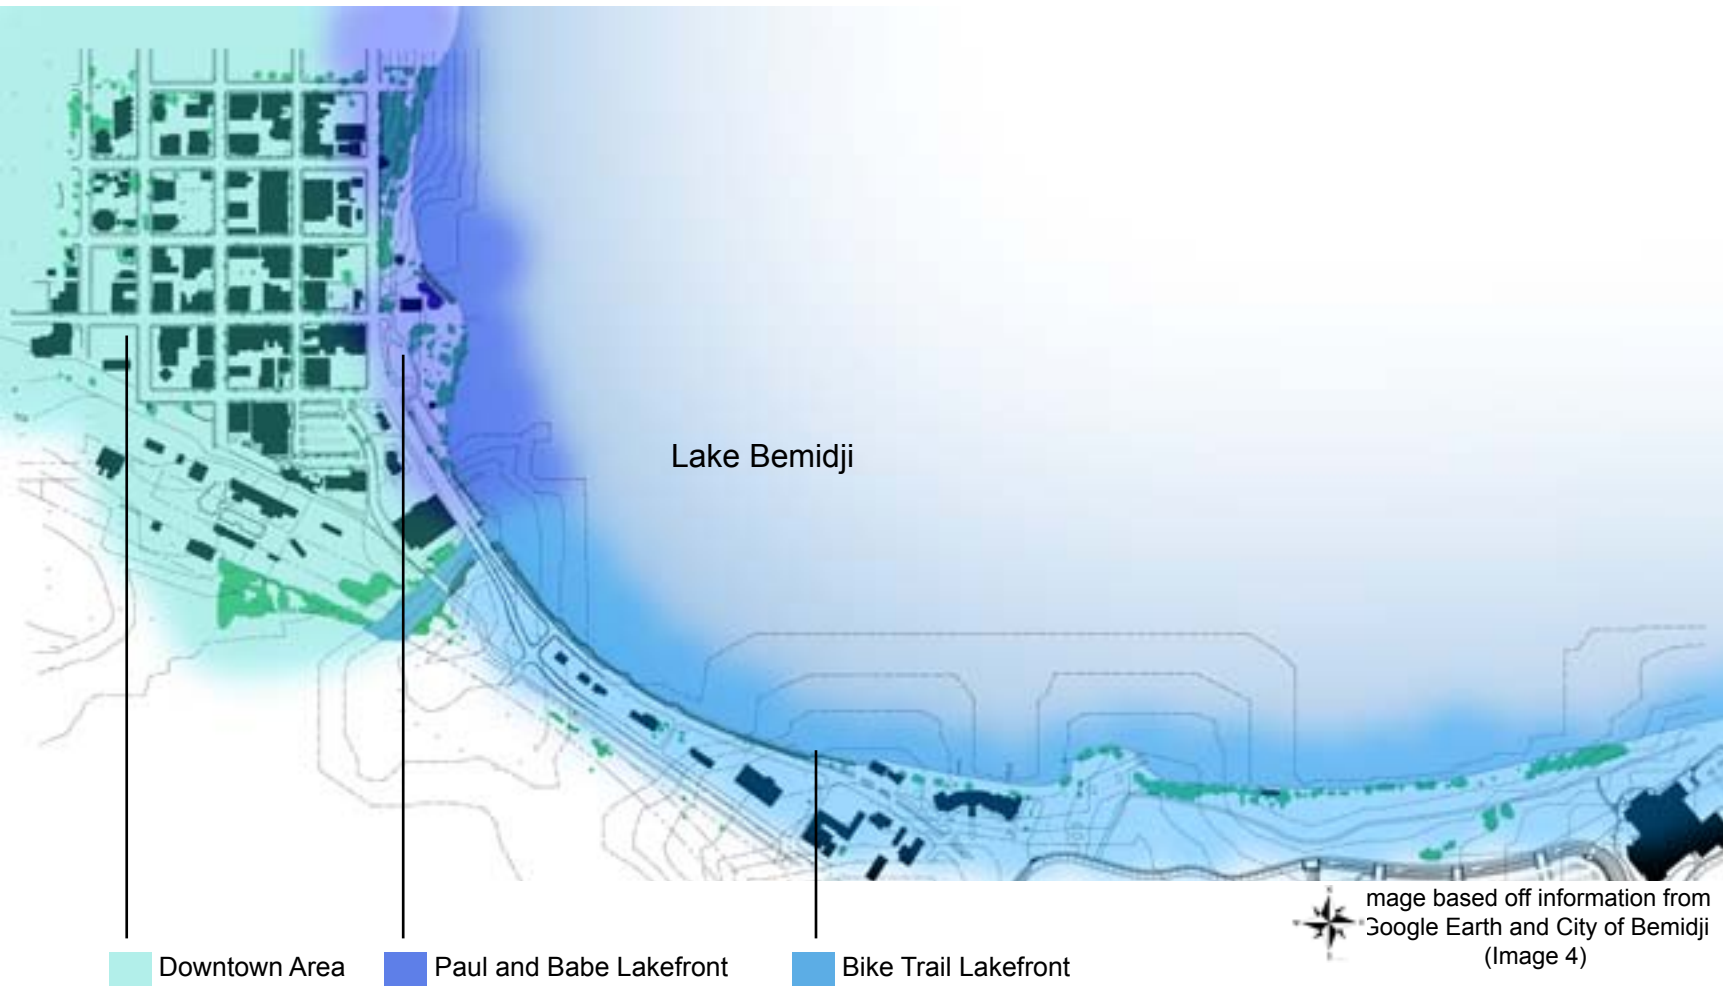 Lake Bemidji
mage based off information from
Google Earth and City of Bemidji
(Image 4)
Downtown Area
Paul and Babe Lakefront
Bike Trail Lakefront